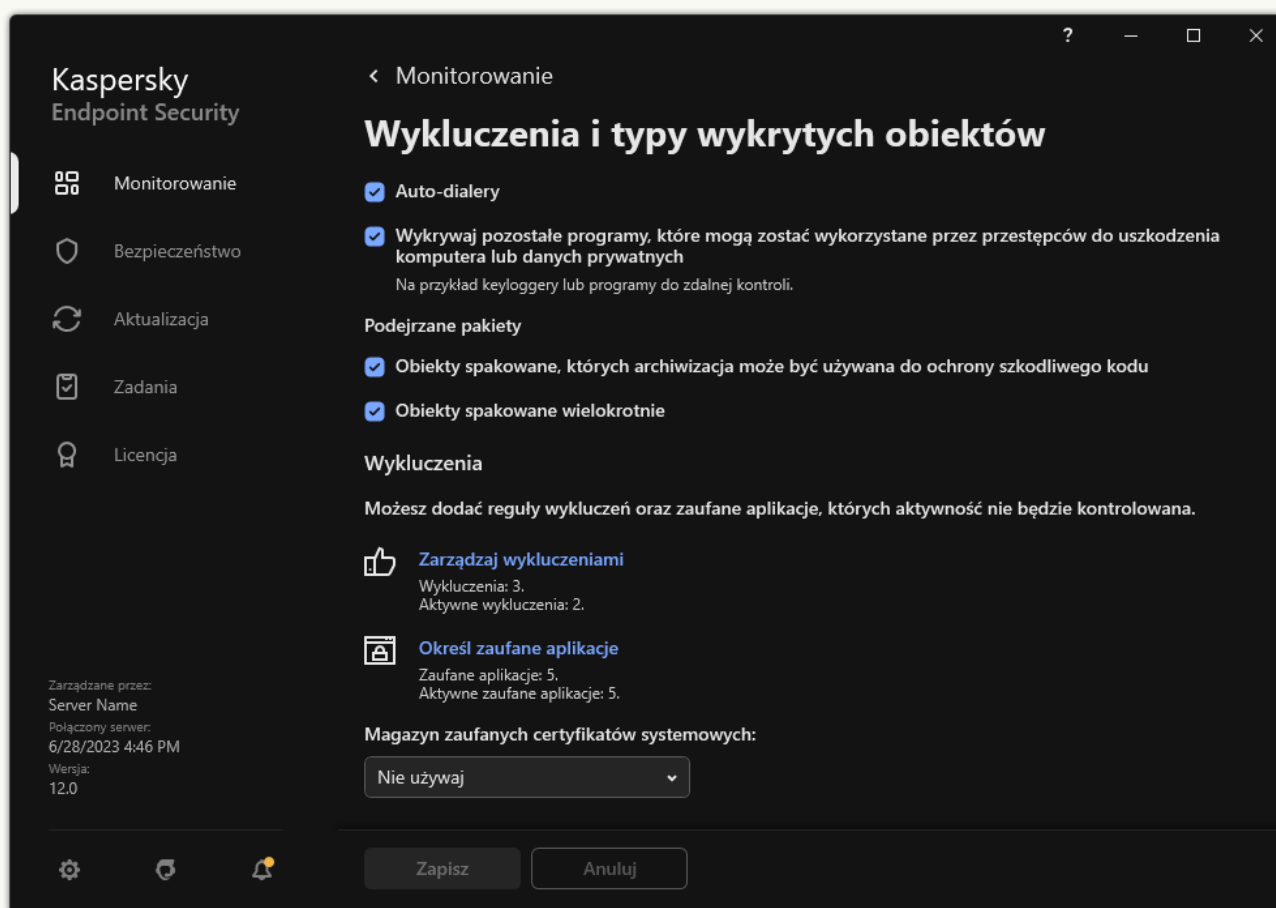 ?
Kaspersky
Endpoint Security
Monitorowanie
Bezpieczeństwo
Aktualizacja
Zadania
Licencja
Zarządzane przez:
Server Name
Połączony serwer:
6/28/2023 4:46 PM
Wersja:
12.0
Monitorowanie
Wykluczenia i typy wykrytych obiektów
Auto-dialery
Wykrywaj pozostałe programy, które mogą zostać wykorzystane przez przestępców do uszkodzenia
komputera lub danych prywatnych
Na przykład keyloggery lub programy do zdalnej kontroli.
Podejrzane pakiety
Obiekty spakowane, których archiwizacja może być używana do ochrony szkodliwego kodu
Obiekty spakowane wielokrotnie
Wykluczenia
Możesz dodać reguły wykluczeń oraz zaufane aplikacje, których aktywność nie będzie kontrolowana.
Zarządzaj wykluczeniami
Wykluczenia: 3.
Aktywne wykluczenia: 2.
Określ zaufane aplikacje
Zaufane aplikacje: 5.
Aktywne zaufane aplikacje: 5.
Magazyn zaufanych certyfikatów systemowych:
Nie używaj
Zapisz
Anuluj